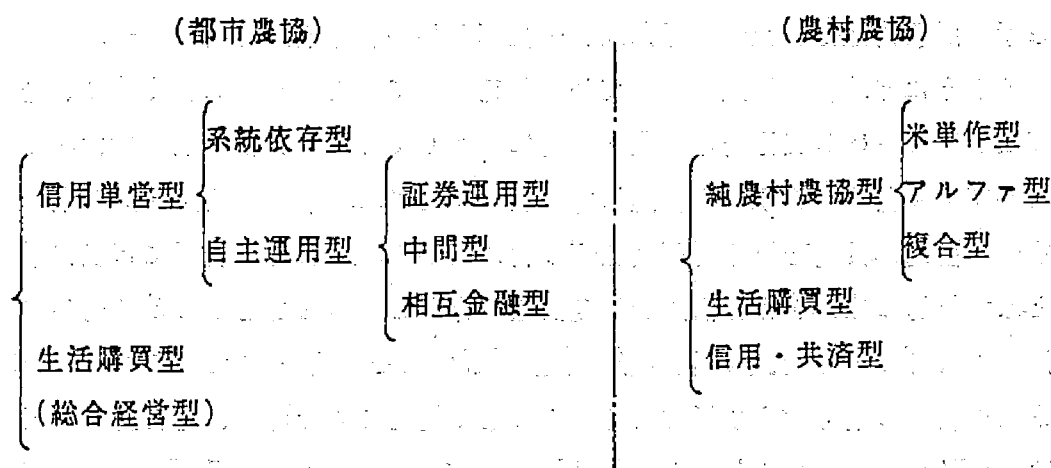 (都市農協)
信用単営型
系統依存型
自主運用型
証券運用型
中間型
相互金融型
生活購買型
(総合経営型)
(農村農協)
純農村農協型
米単作型
アルファ型
複合型
生活購買型
信用・共済型